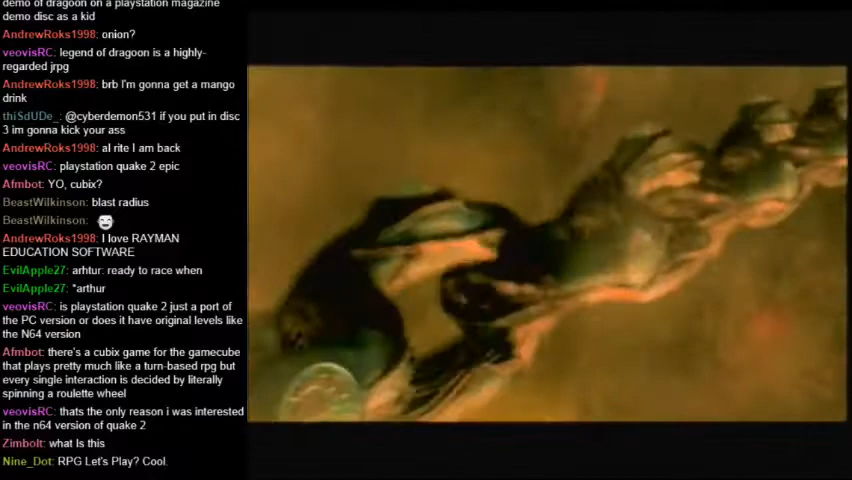 demo of dragoon on a playstation magazine
demo disc as a kid
AndrewRoks1998: onion?
veovisRC: legend of dragoon is a highly-
regarded jrpg
AndrewRoks1998: brb I'm gonna get a mango
drink
thiSdUDe_: @cyberdemon531 if you put in disc
3 im gonna kick your ass
AndrewRoks1998: al rite I am back
veovisRC: playstation quake 2 epic
Afmbot: YO, cubix?
BeastWilkinson: blast radius
BeastWilkinson:
AndrewRoks1998: I love RAYMAN
EDUCATION SOFTWARE
EvilApple27: arhtur: ready to race when
EvilApple27: *arthur
veovisRC: is playstation quake 2 just a port of
the PC version or does it have original levels like
the N64 version
Afmbot: there's a cubix game for the gamecube
that plays pretty much like a turn-based rpg but
every single interaction is decided by literally
spinning a roulette wheel
veovisRC: thats the only reason i was interested
in the n64 version of quake 2
Zimbolt: what Is this
Nine_Dot: RPG Let's Play? Cool.